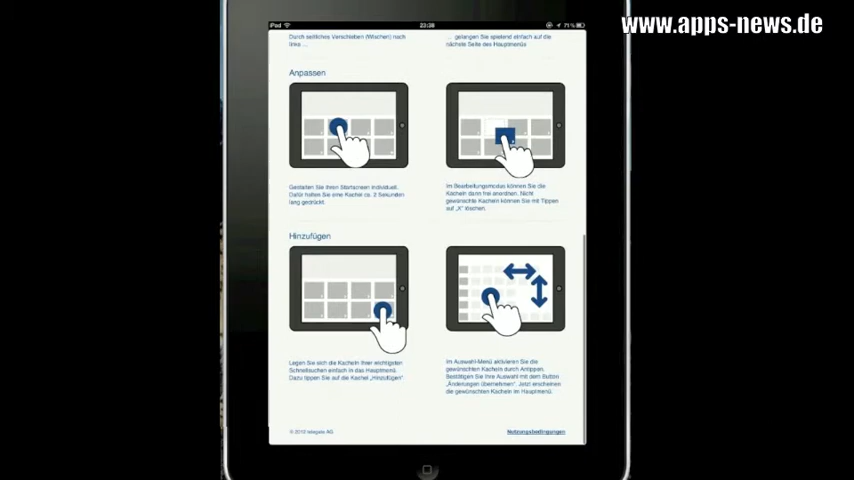 www.apps-news.de
iPad 23:38 71%
Durch seitliches Verschieben (Wischen) nach
links ...
... gelangen Sie spielend einfach auf die
nächste Seite des Hauptmenüs
Anpassen
Gestalten Sie Ihren Startscreen individuell.
Dafür halten Sie eine Kachel ca. 2 Sekunden
lang gedrückt.
Im Bearbeitungsmodus können Sie die
Kacheln dann frei anordnen. Nicht
gewünschte Kacheln können Sie mit Tippen
auf „X" löschen.
Hinzufügen
Legen Sie sich die Kacheln Ihrer wichtigsten
Schnellsuchen einfach in das Hauptmenü.
Dazu tippen Sie auf die Kachel „Hinzufügen"
Im Auswahl-Menü aktivieren Sie die
gewünschten Kacheln durch Antippen.
Bestätigen Sie Ihre Auswahl mit dem Button
„Änderungen übernehmen". Jetzt erscheinen
die gewünschten Kacheln im Hauptmenü.
© 2013 telegate AG
Nutzungsbedingungen